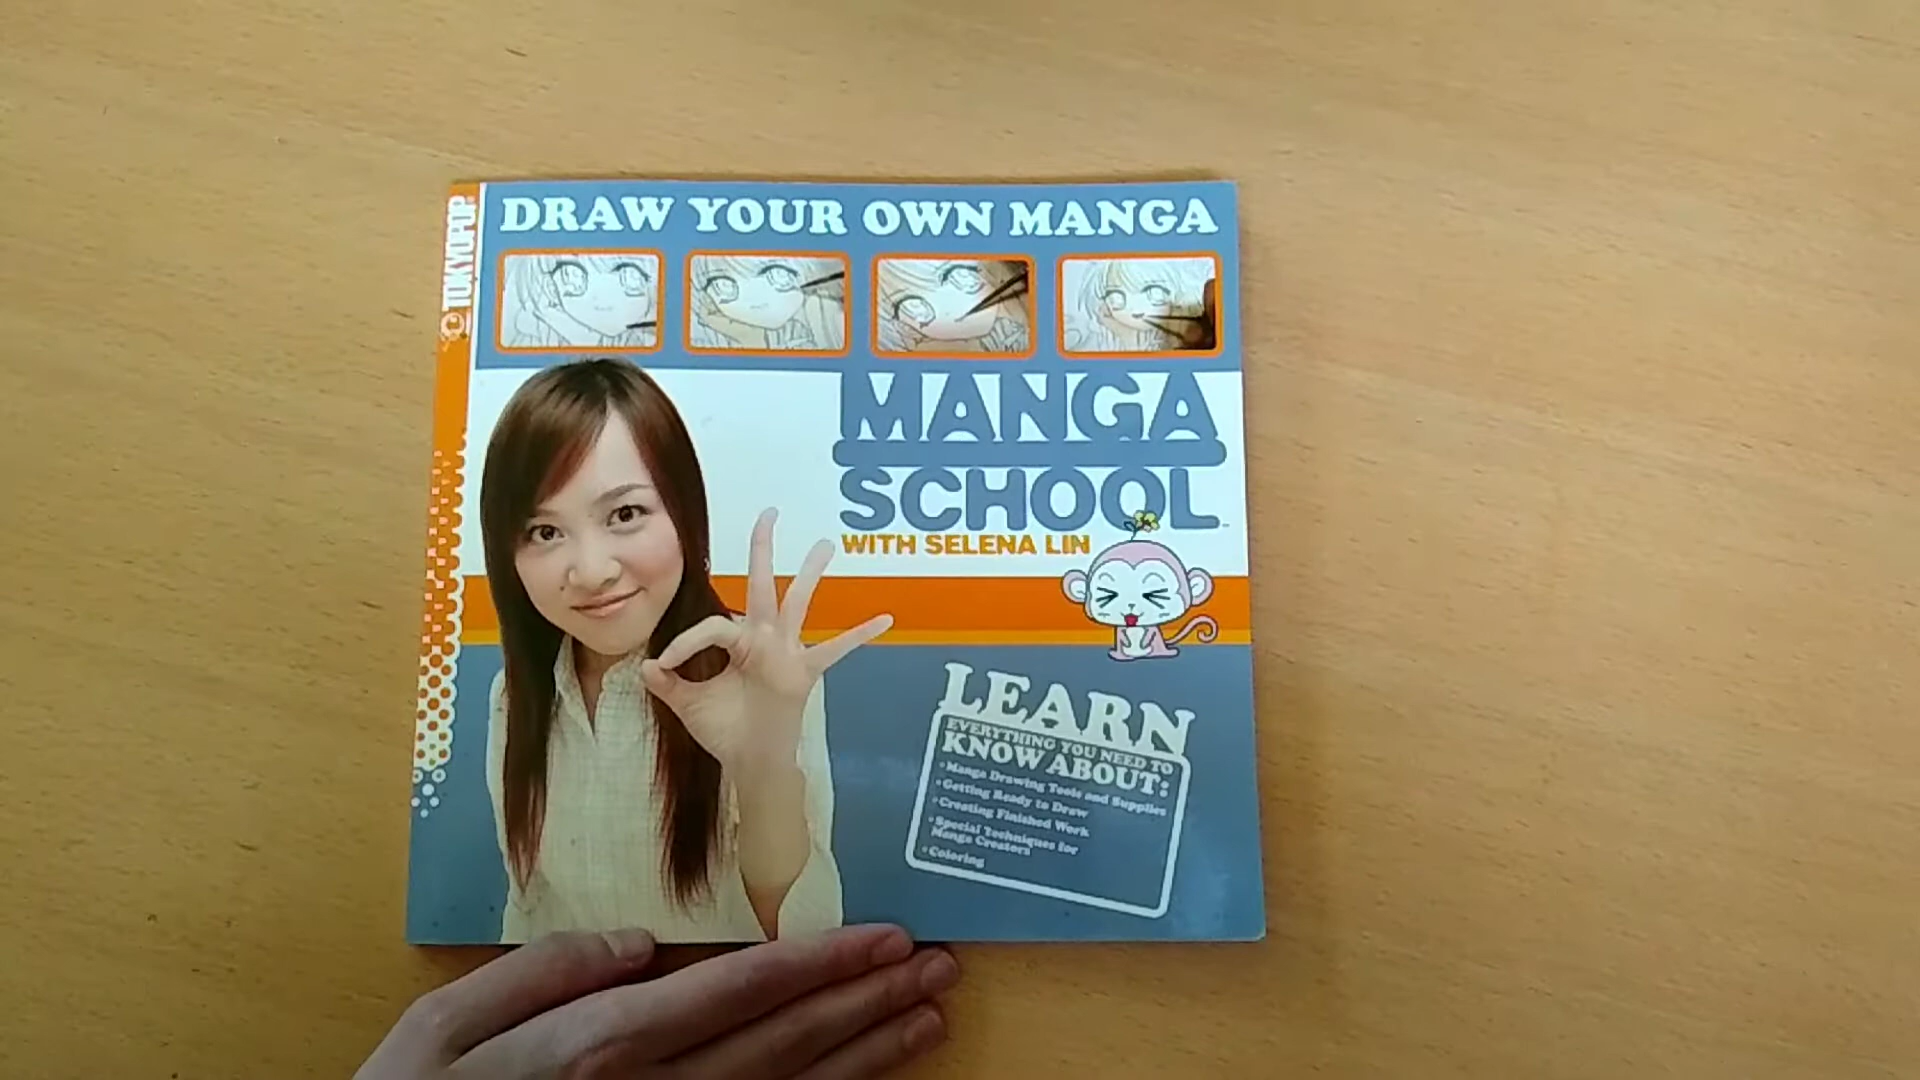 TOKYOPOP
DRAW YOUR OWN MANGA
MANGA
SCHOOL™
WITH SELENA LIN
LEARN
EVERYTHING YOU NEED TO
KNOW ABOUT:
• Manga Drawing Tools and Supplies
• Getting Ready to Draw
• Creating Finished Work
• Special Techniques for
Manga Creators
• Coloring